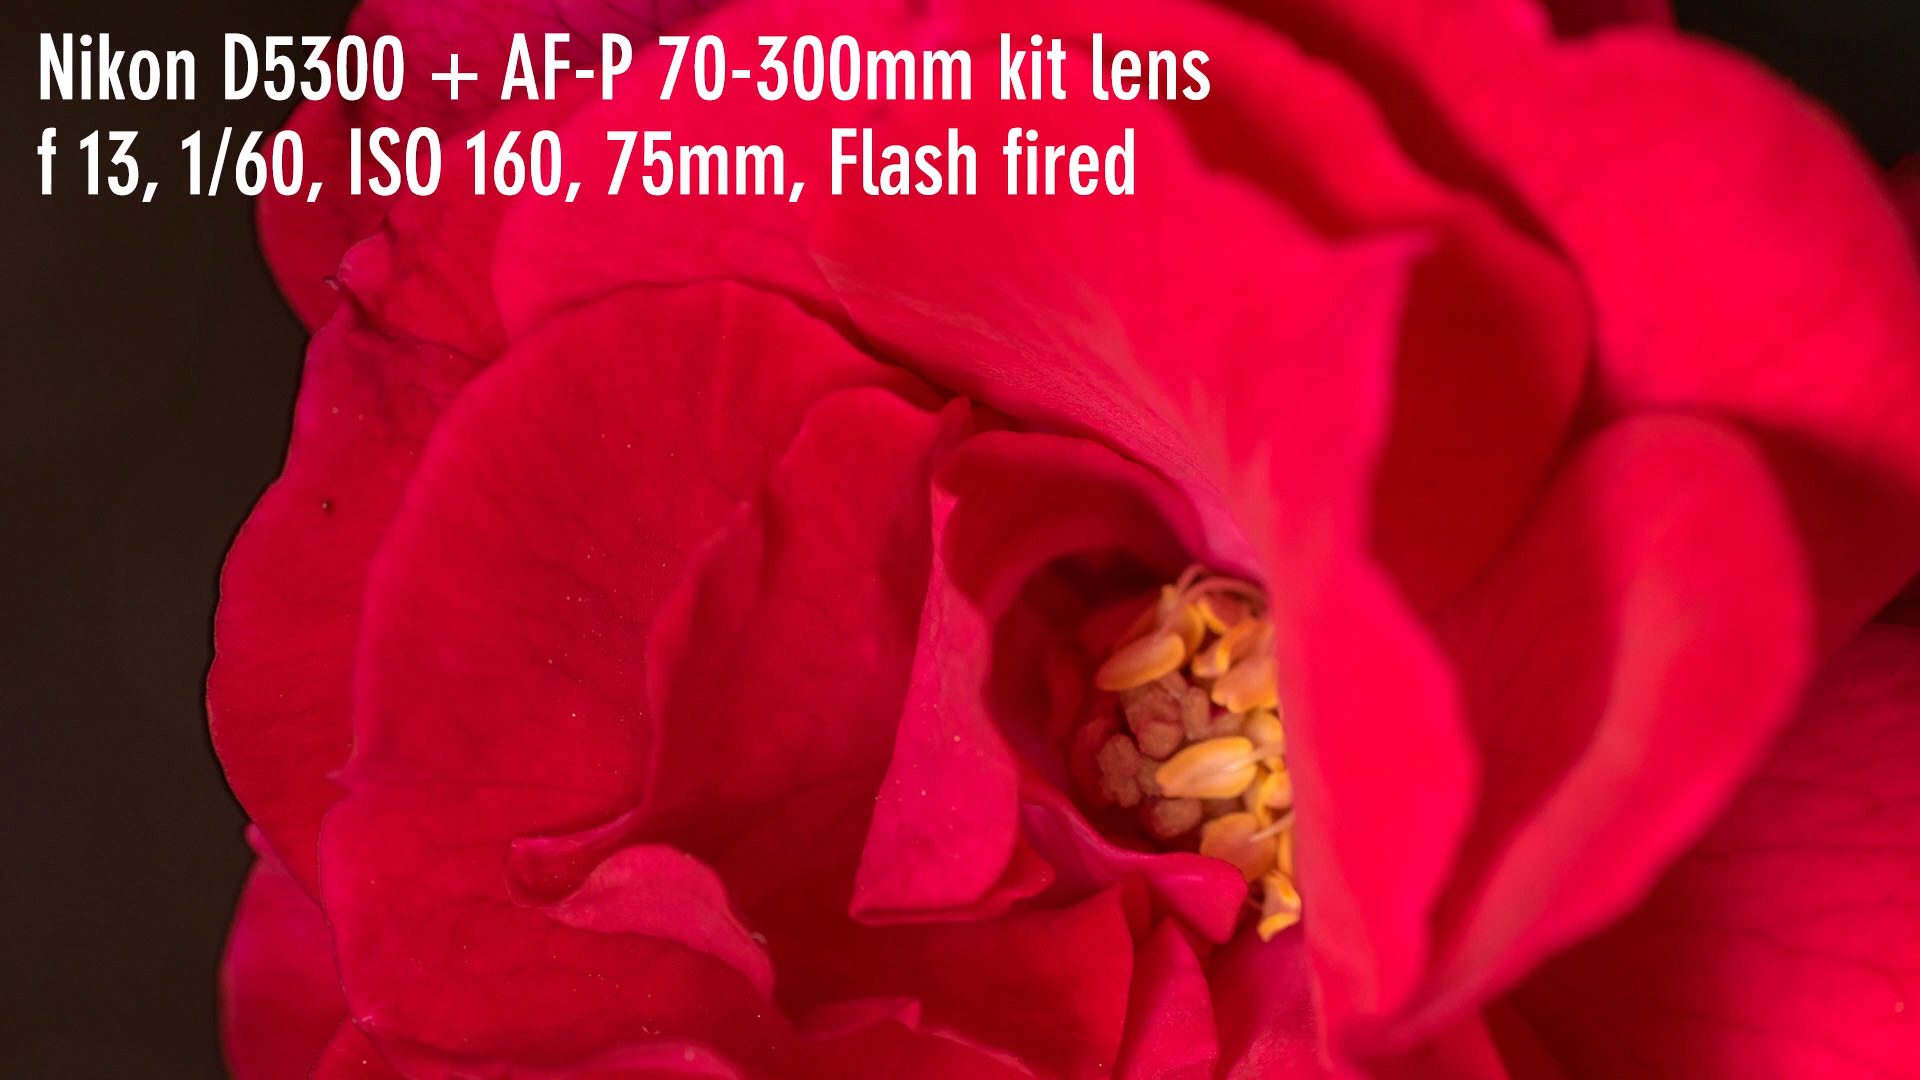 Nikon D5300 + AF-P 70-300mm kit lens
f 13, 1/60, ISO 160, 75mm, Flash fired